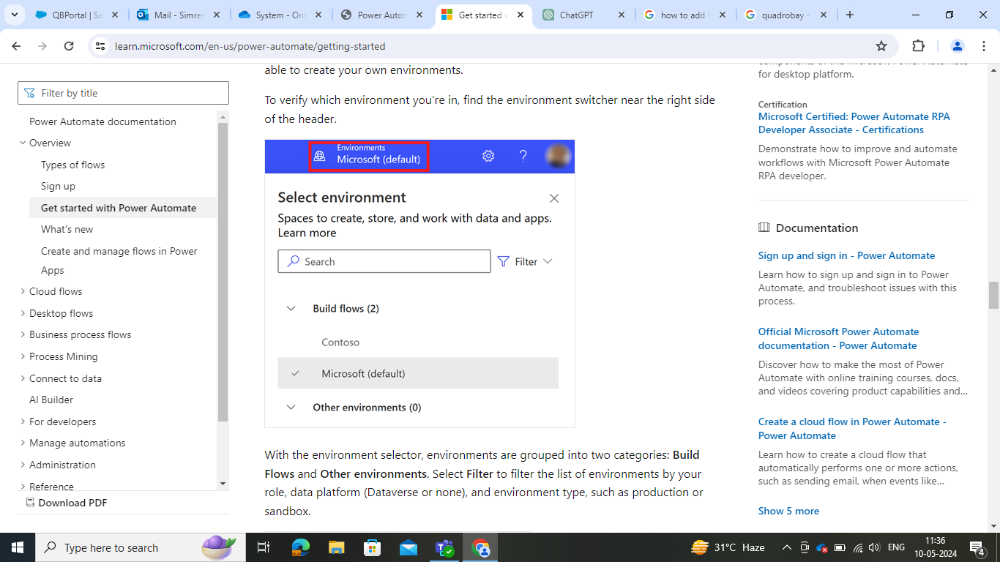 QBPortal | Sa
Mail - Simre
System - One
Power Autom
Get started w
ChatGPT
how to add l
quadrobay -
learn.microsoft.com/en-us/power-automate/getting-started
Filter by title
Power Automate documentation
Overview
Types of flows
Sign up
Get started with Power Automate
What's new
Create and manage flows in Power
Apps
Cloud flows
Desktop flows
Business process flows
Process Mining
Connect to data
AI Builder
For developers
Manage automations
Administration
Reference
Download PDF
able to create your own environments.
To verify which environment you're in, find the environment switcher near the right side
of the header.
Environments
Microsoft (default)
?
Select environment
Spaces to create, store, and work with data and apps.
Learn more
Search
Filter
Build flows (2)
Contoso
Microsoft (default)
Other environments (0)
With the environment selector, environments are grouped into two categories: Build
Flows and Other environments. Select Filter to filter the list of environments by your
role, data platform (Dataverse or none), and environment type, such as production or
sandbox.
components of the Microsoft Power Automate
for desktop platform.
Certification
Microsoft Certified: Power Automate RPA
Developer Associate - Certifications
Demonstrate how to improve and automate
workflows with Microsoft Power Automate
RPA developer.
Documentation
Sign up and sign in - Power Automate
Learn how to sign up and sign in to Power
Automate, and troubleshoot issues with this
process.
Official Microsoft Power Automate
documentation - Power Automate
Discover how to make the most of Power
Automate with online training courses, docs,
and videos covering product capabilities and...
Create a cloud flow in Power Automate -
Power Automate
Learn how to create a cloud flow that
automatically performs one or more actions,
such as sending email, when events like...
Show 5 more
Type here to search
31°C Haze
ENG
11:36
10-05-2024
4